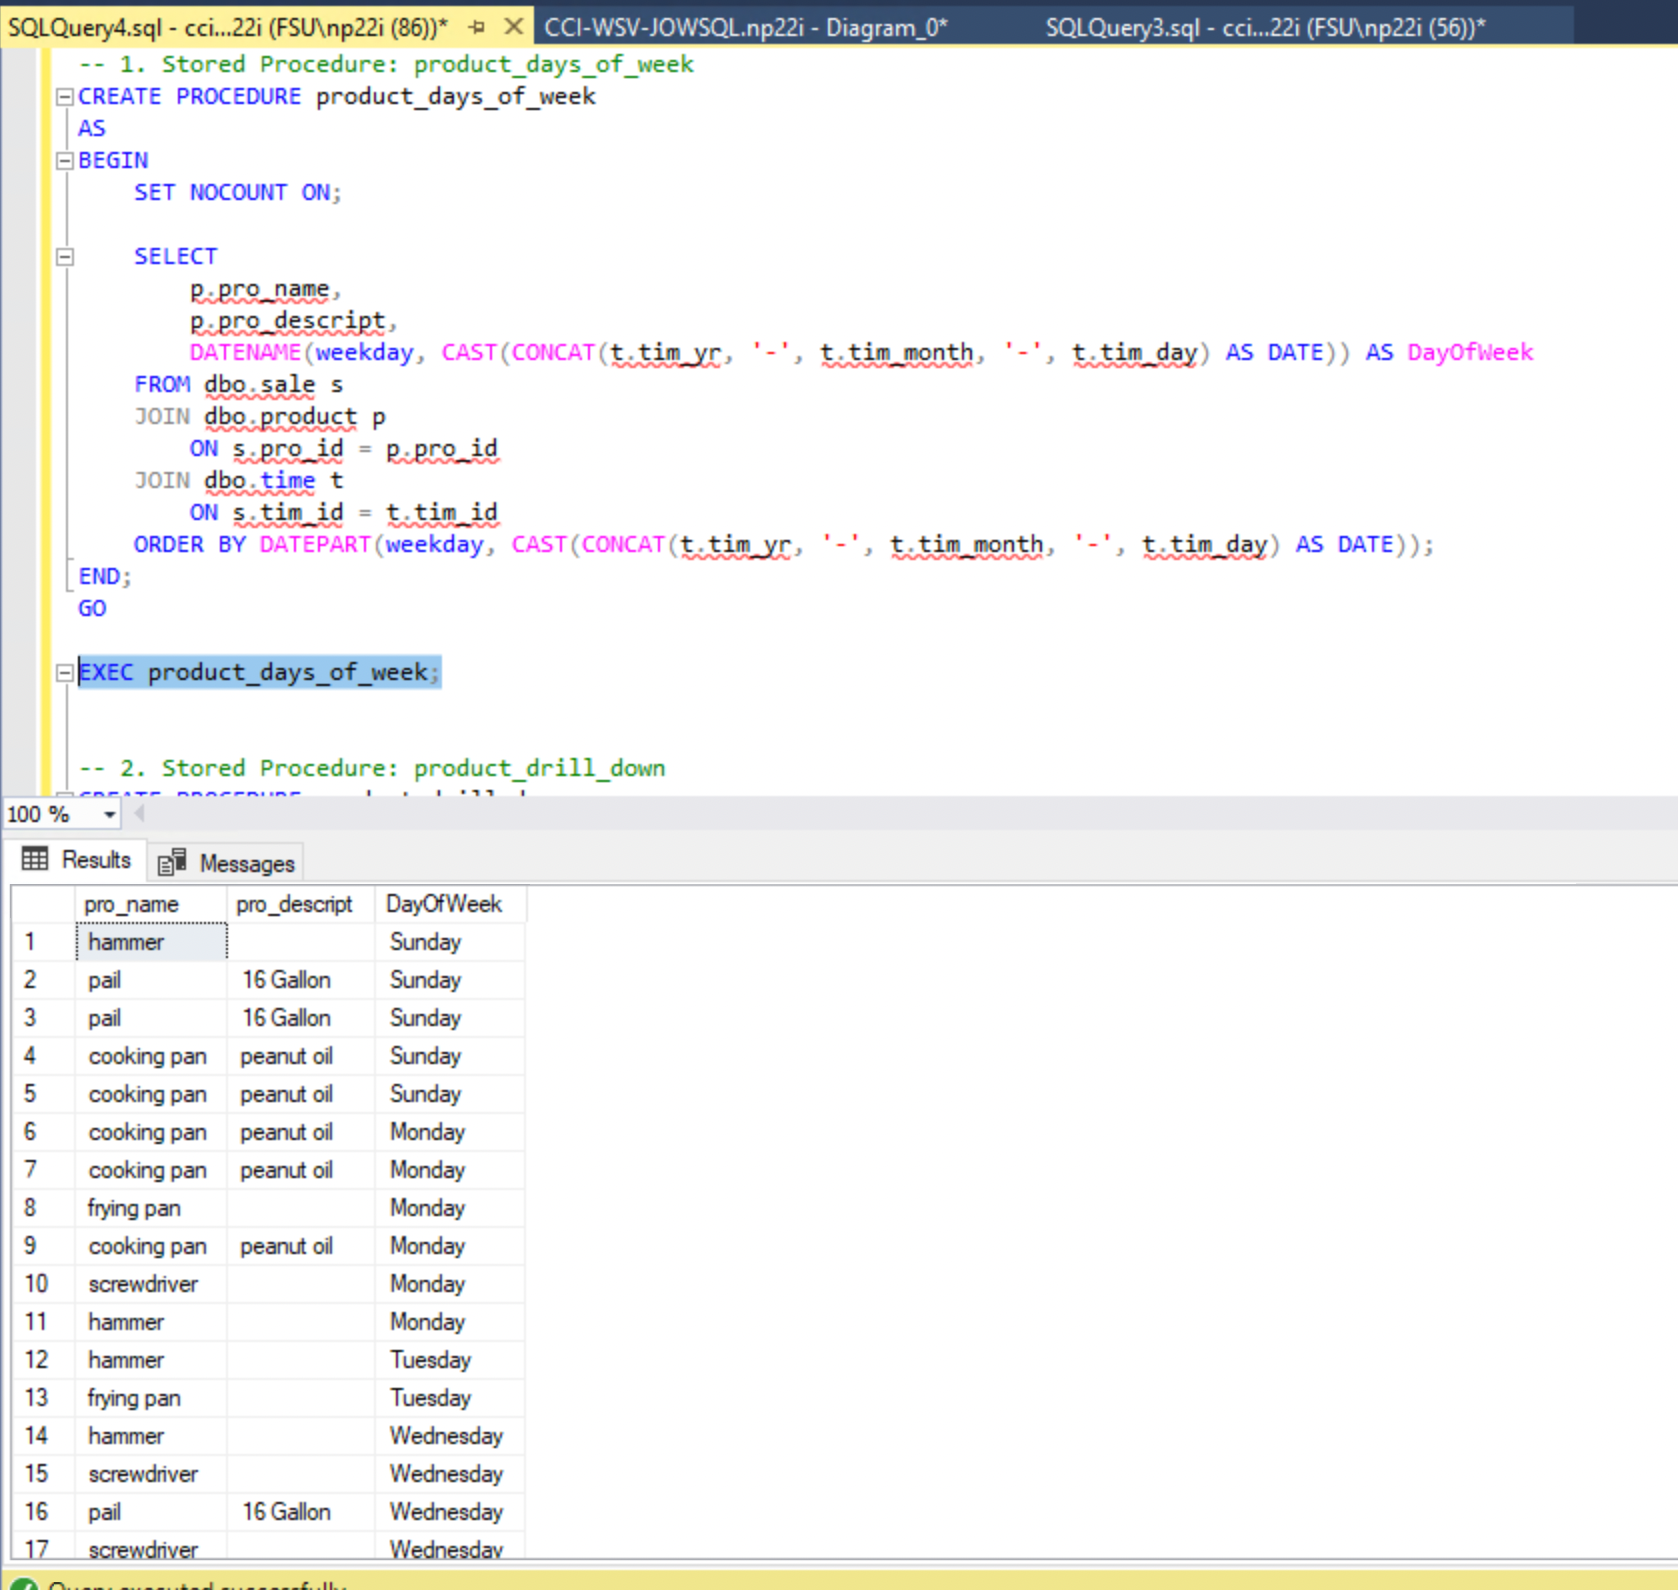 SQLQuery4.sql - cci...22i (FSU\np22i (86))* CCI-WSV-JOWSQL.np22i - Diagram_0* SQLQuery3.sql - cci...22i (FSU\np22i (56))*
-- 1. Stored Procedure: product_days_of_week
CREATE PROCEDURE product_days_of_week
AS
BEGIN
SET NOCOUNT ON;
SELECT
p.pro_name,
p.pro_descript,
DATENAME(weekday, CAST(CONCAT(t.tim_yr, '-', t.tim_month, '-', t.tim_day) AS DATE)) AS DayOfWeek
FROM dbo.sale s
JOIN dbo.product p
ON s.pro_id = p.pro_id
JOIN dbo.time t
ON s.tim_id = t.tim_id
ORDER BY DATEPART(weekday, CAST(CONCAT(t.tim_yr, '-', t.tim_month, '-', t.tim_day) AS DATE));
END;
GO
EXEC product_days_of_week;
-- 2. Stored Procedure: product_drill_down
100 %
Results Messages
pro_name pro_descript DayOfWeek
1 hammer Sunday
2 pail 16 Gallon Sunday
3 pail 16 Gallon Sunday
4 cooking pan peanut oil Sunday
5 cooking pan peanut oil Sunday
6 cooking pan peanut oil Monday
7 cooking pan peanut oil Monday
8 frying pan Monday
9 cooking pan peanut oil Monday
10 screwdriver Monday
11 hammer Monday
12 hammer Tuesday
13 frying pan Tuesday
14 hammer Wednesday
15 screwdriver Wednesday
16 pail 16 Gallon Wednesday
17 screwdriver Wednesday
Query executed successfully